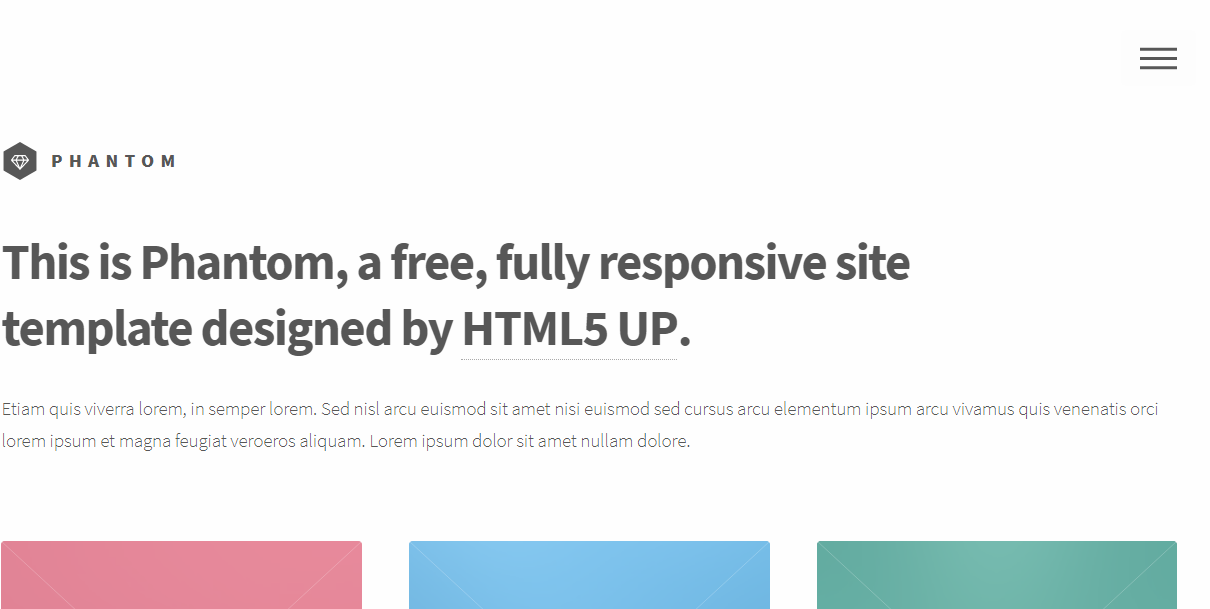 PHANTOM
This is Phantom, a free, fully responsive site
template designed by HTML5 UP.
Etiam quis viverra lorem, in semper lorem. Sed nisl arcu euismod sit amet nisi euismod sed cursus arcu elementum ipsum arcu vivamus quis venenatis orci
lorem ipsum et magna feugiat veroeros aliquam. Lorem ipsum dolor sit amet nullam dolore.